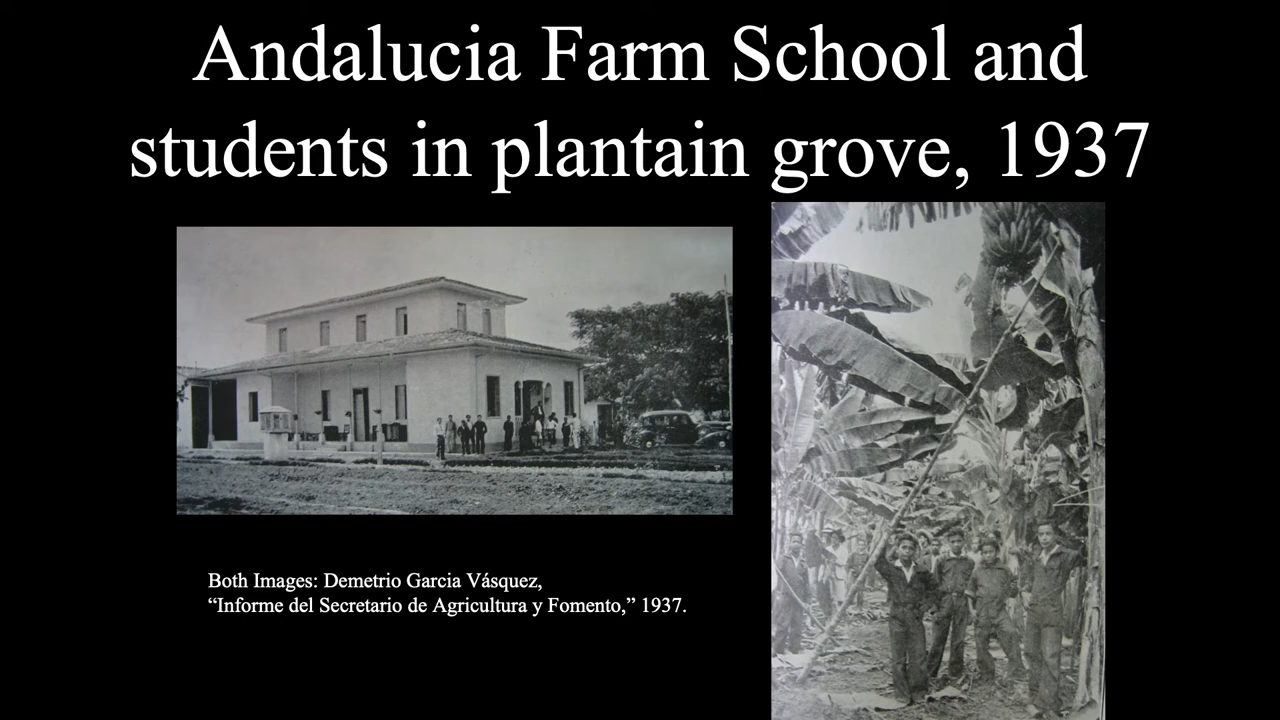 Andalucia Farm School and
students in plantain grove, 1937
Both Images: Demetrio Garcia Vásquez,
“Informe del Secretario de Agricultura y Fomento,” 1937.